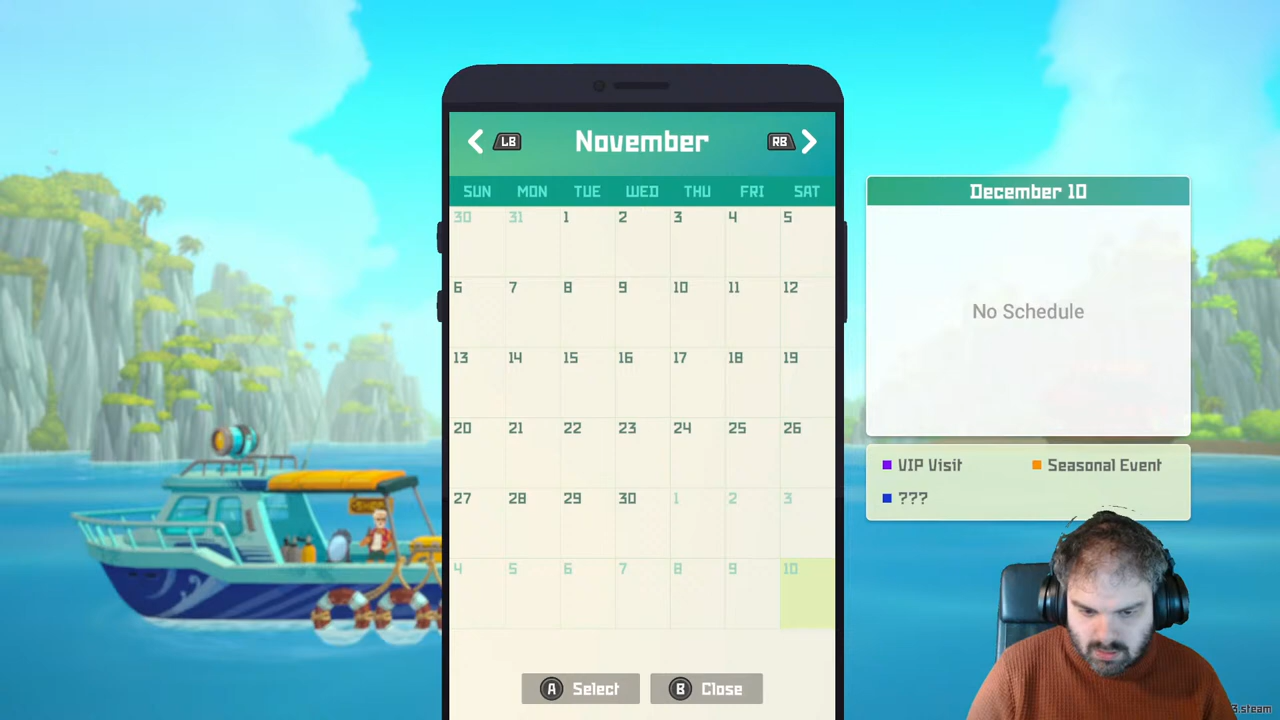 LB November RB
SUN MON TUE WED THU FRI SAT
30 31 1 2 3 4 5
6 7 8 9 10 11 12
13 14 15 16 17 18 19
20 21 22 23 24 25 26
27 28 29 30 1 2 3
4 5 6 7 8 9 10
A Select B Close
December 10
No Schedule
VIP Visit Seasonal Event
???
3.steam